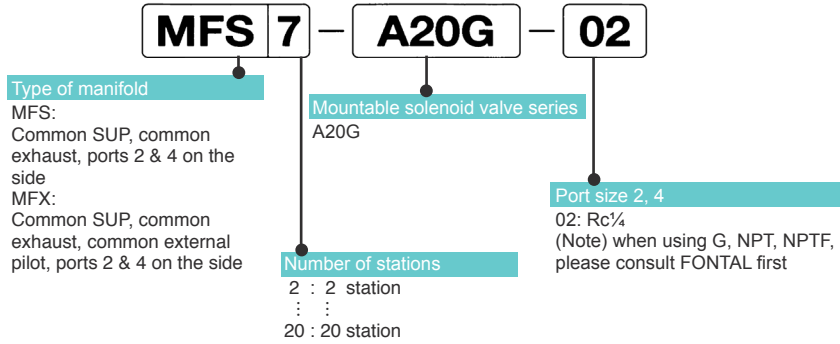 MFS 7 – A20G – 02
Type of manifold
MFS:
Common SUP, common
exhaust, ports 2 & 4 on the
side
MFX:
Common SUP, common
exhaust, common external
pilot, ports 2 & 4 on the side
Number of stations
2 : 2 station
⋮ ⋮
20 : 20 station
Mountable solenoid valve series
A20G
Port size 2, 4
02: Rc¼
(Note) when using G, NPT, NPTF,
please consult FONTAL first